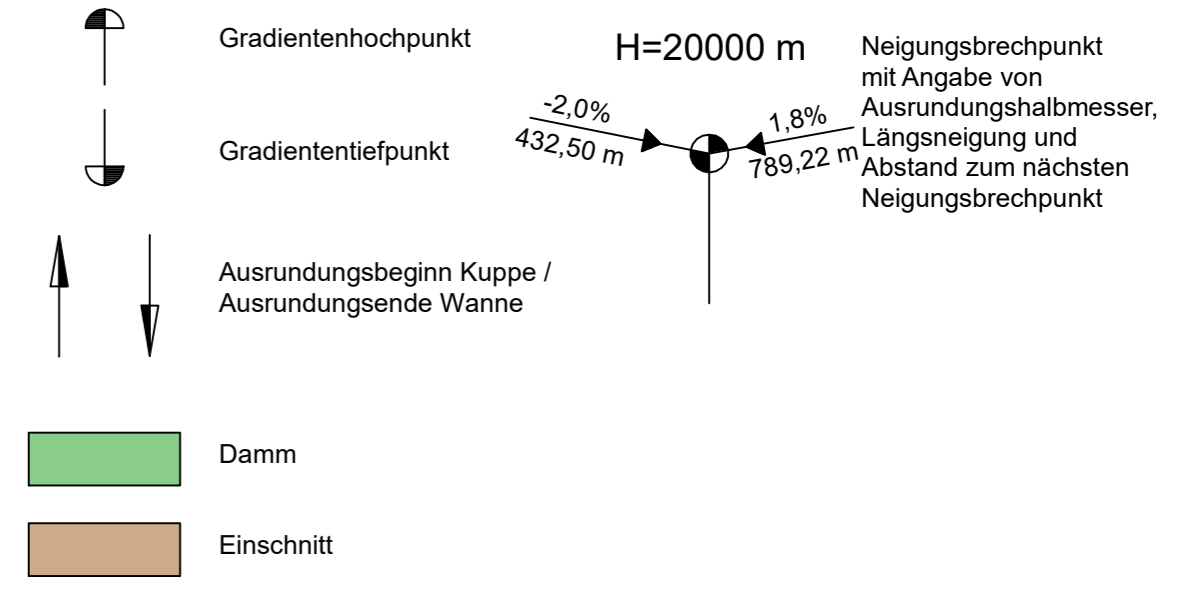 Gradientenhochpunkt
Gradiententiefpunkt
Ausrundungsbeginn Kuppe /
Ausrundungsende Wanne
Damm
Einschnitt
H=20000 m
-2,0%
432,50 m
1,8%
789,22 m
Neigungsbrechpunkt
mit Angabe von
Ausrundungshalbmesser,
Längsneigung und
Abstand zum nächsten
Neigungsbrechpunkt